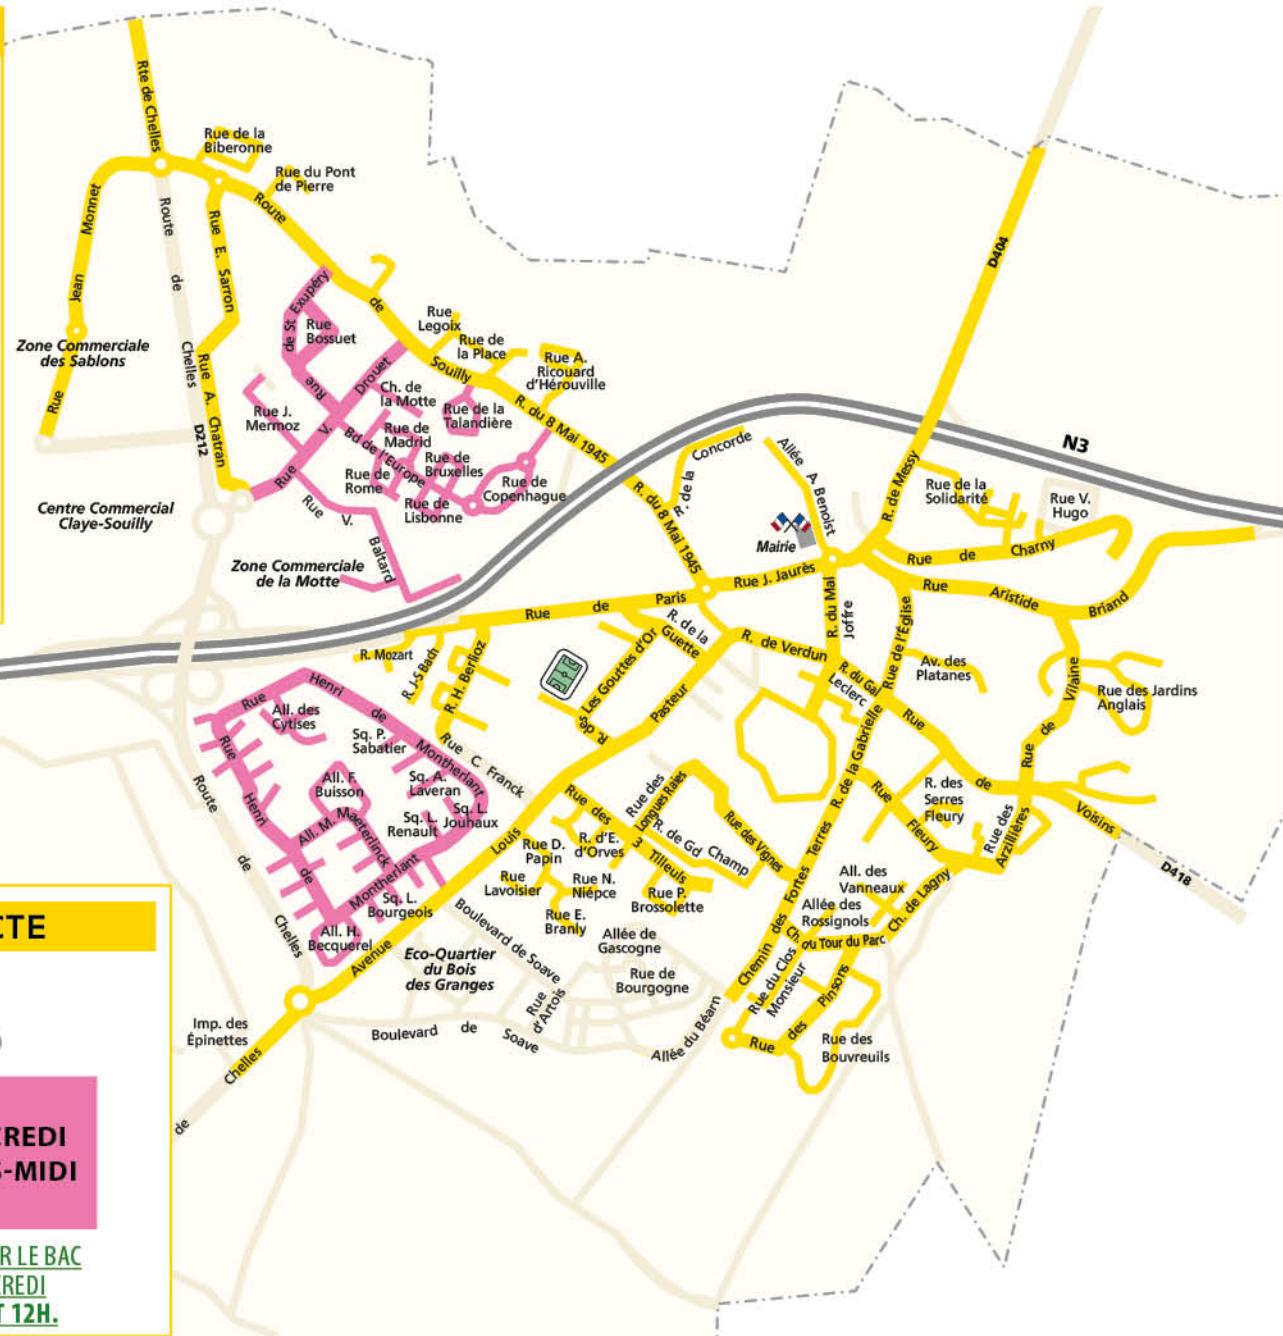 Rte de Chelles
Rue de la
Biberonne
Rue du Pont
de Pierre
Route
de
Souilly
Rue
Jean
Monnet
Route
de
Chelles
D212
Rue E. Sarron
Rue A. Chatran
Zone Commerciale
des Sablons
Centre Commercial
Claye-Souilly
Zone Commerciale
de la Motte
Rue
de St Exupéry
Rue
Bossuet
Rue J.
Mermoz
Rue
V.
Drouet
Ch. de
la Motte
Rue de la
Talandière
Rue de
Madrid
Bd de l'Europe
Rue de
Bruxelles
Rue de
Rome
Rue de
Lisbonne
Rue de
Copenhague
Rue
V.
Baltard
Rue
Legoix
Rue de
la Place
Rue A.
Ricouard
d'Hérouville
R. du 8 Mai 1945
R. du 8 Mai 1945
R. de la
Concorde
Allée
A. Benoist
Mairie
N3
D404
R. de Messy
Rue de la
Solidarité
Rue V.
Hugo
Rue de Charny
Rue Aristide Briand
Rue J. Jaurès
Rue de Paris
R. du Mal
Joffre
Rue de l'Église
R. de la
Guette
R. de Verdun
R. du Gal
Leclerc
Av. des
Platanes
Rue de Vilaine
Rue des Jardins
Anglais
Rue
de
Voisins
D418
R. Mozart
R. J-S Bach
R. H. Berlioz
R. des Les Gouttes d'Or
Rue C. Franck
Avenue
Louis
Pasteur
Rue
Henri
de
Montherlant
All. des
Cytises
Sq. P.
Sabatier
All. F.
Buisson
Sq. A.
Laveran
Sq. L.
Jouhaux
Sq. L.
Renault
All. M. Maeterlinck
Rue
Henri
de
Montherlant
Sq. L.
Bourgeois
All. H.
Becquerel
Route
de
Chelles
Rue des
3 Tilleuls
Rue des
Longues Raies
R. de Gd Champ
Rue des Vignes
Rue D.
Papin
R. d'E.
d'Orves
Rue
Lavoisier
Rue N.
Niépce
Rue P.
Brossolette
Rue E.
Branly
Chemin des Fortes Terres
R. de la Gabrielle
Rue
Fleury
R. des
Serres
Fleury
Rue des
Arzillières
All. des
Vanneaux
Allée des
Rossignols
Ch. de Lagny
Ch.
du Tour du Parc
Rue du Clos
Monsieur
Rue des Pinsons
Rue des
Bouvreuils
Eco-Quartier
du Bois
des Granges
Boulevard de Soave
Allée de
Gascogne
Rue de
Bourgogne
Rue
d'Artois
Boulevard de Soave
Allée du Béarn
Imp. des
Épinettes
Chelles
de
CTE
REDI
-MIDI
R LE BAC
REDI
T 12H.